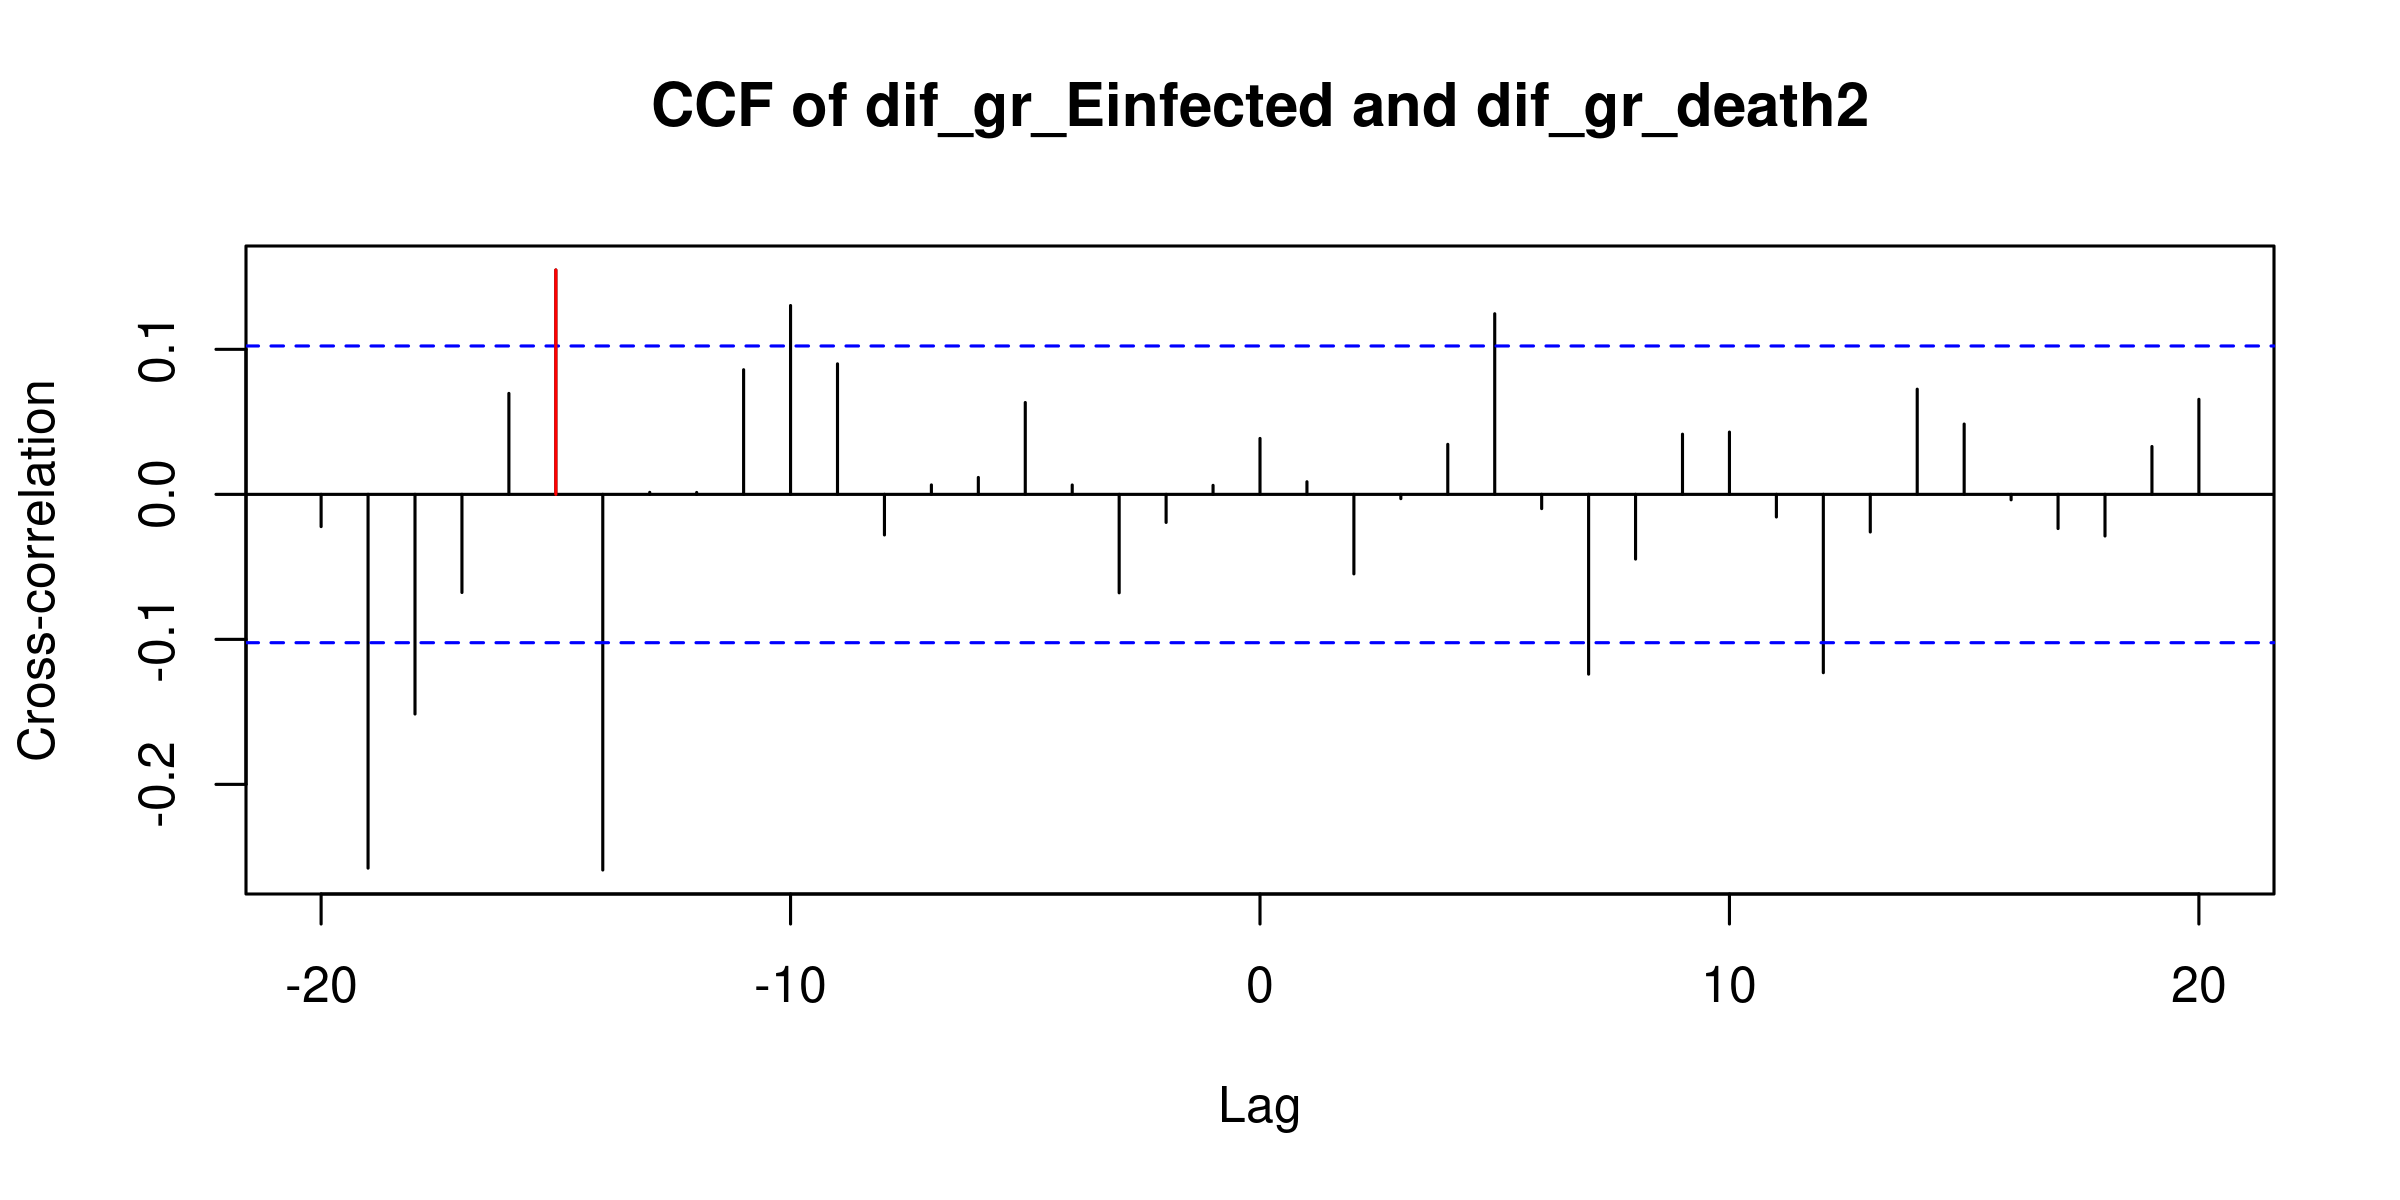 CCF of dif_gr_Einfected and dif_gr_death2
Cross-correlation
0.1
0.0
-0.1
-0.2
-20 -10 0 10 20
Lag